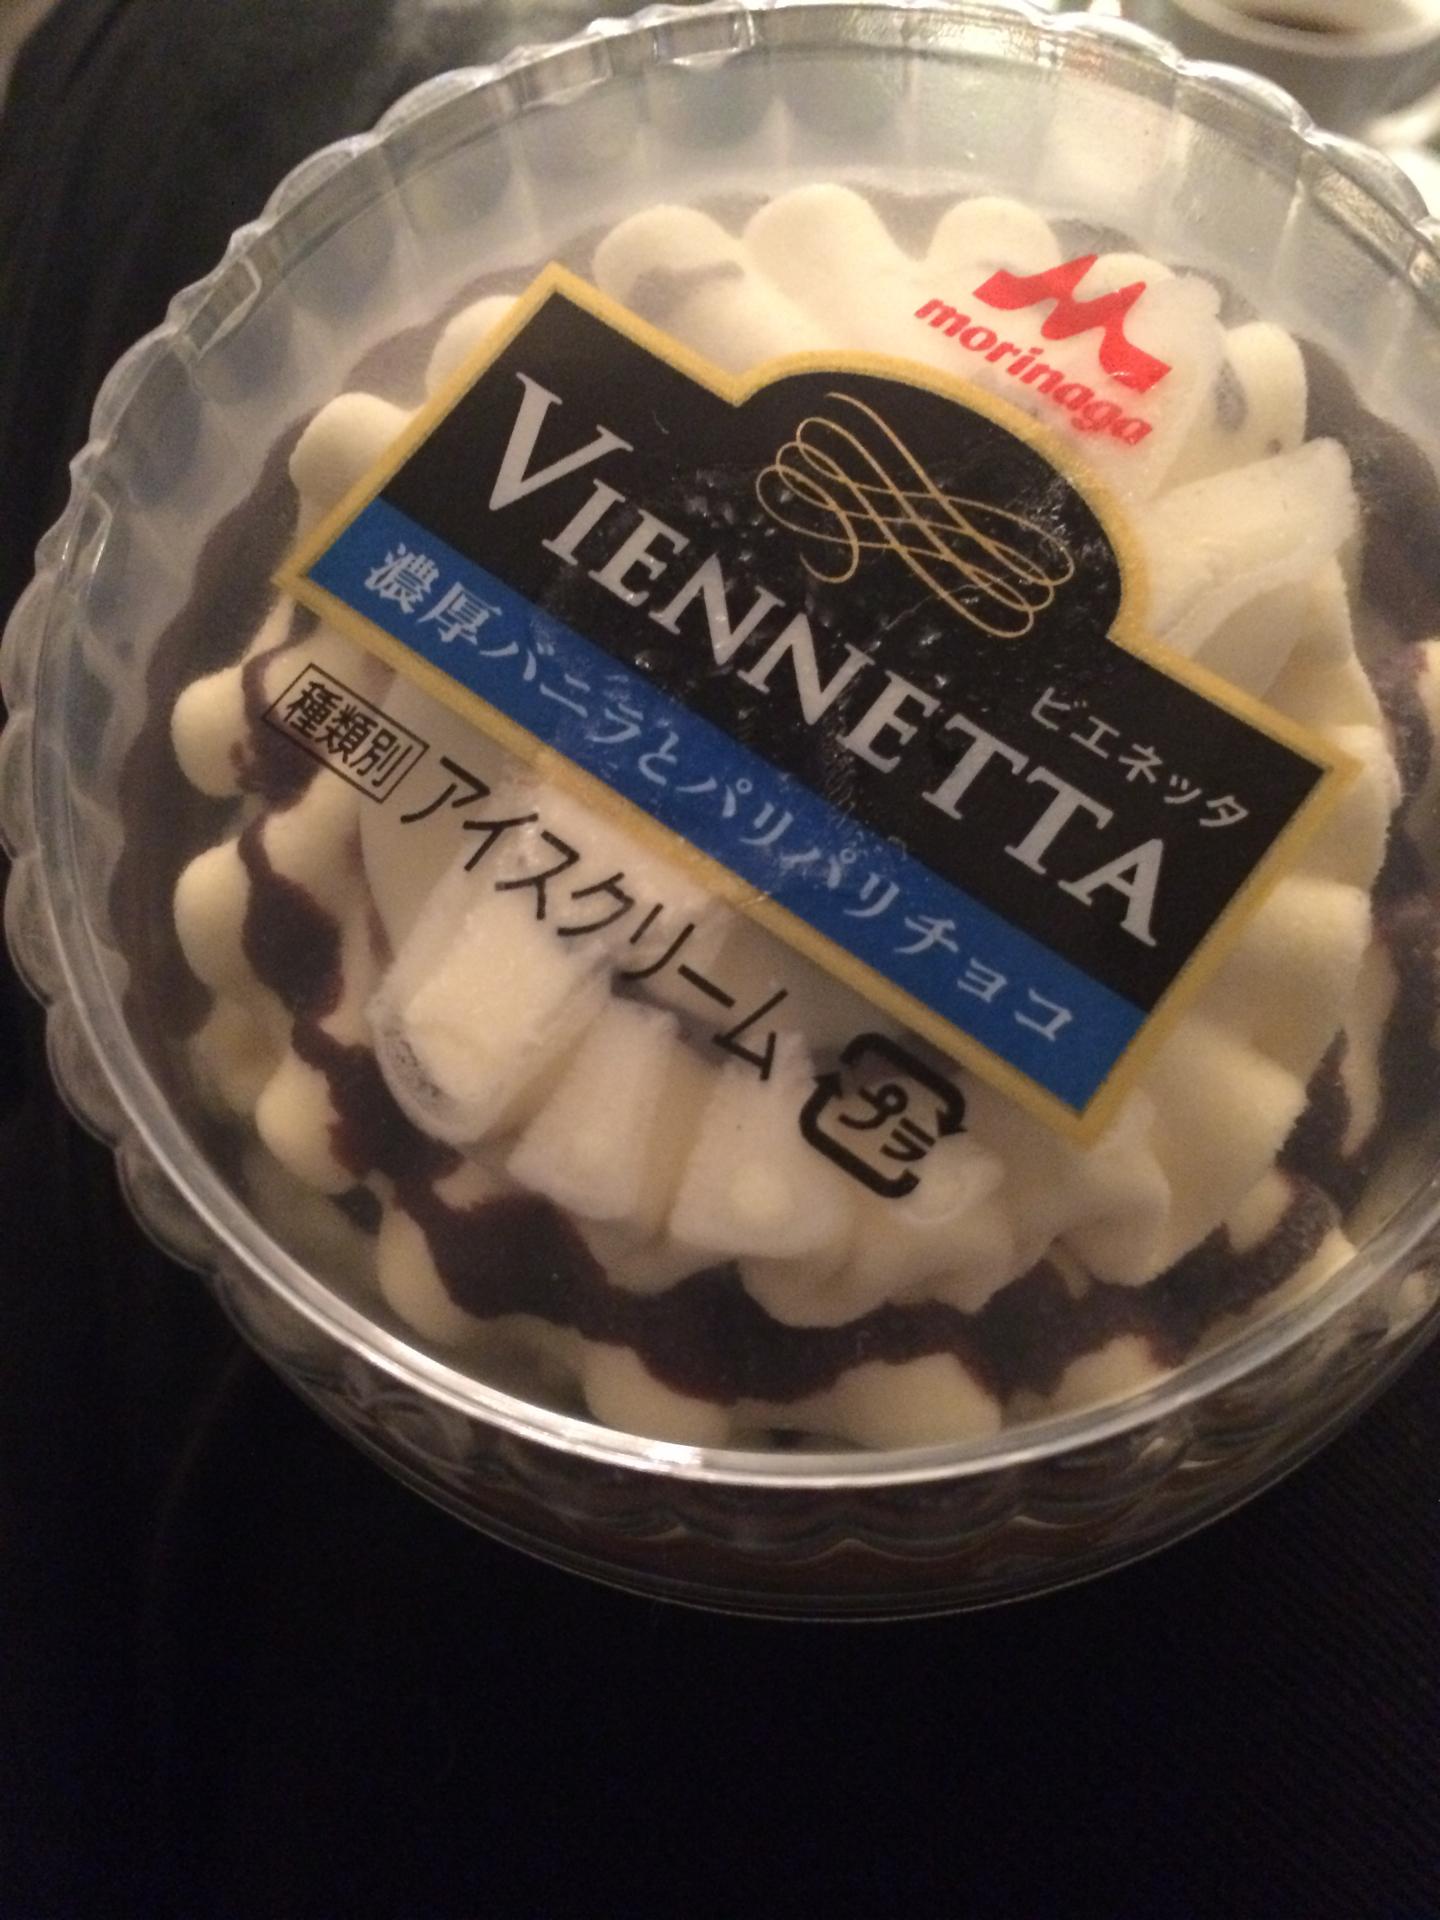 morinaga
VIENNETTA
ビエネッタ
濃厚バニラとパリパリチョコ
種類別 アイスクリーム
プラ